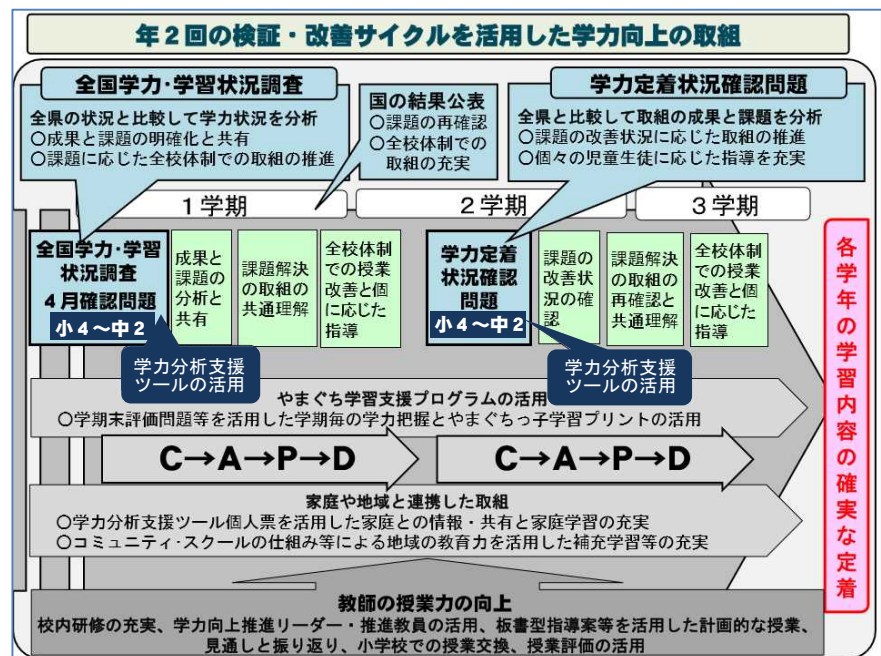 年2回の検証・改善サイクルを活用した学力向上の取組
全国学力・学習状況調査
全県の状況と比較して学力状況を分析
○成果と課題の明確化と共有
○課題に応じた全校体制での取組の推進
国の結果公表
○課題の再確認
○全校体制での
取組の充実
学力定着状況確認問題
全県と比較して取組の成果と課題を分析
○課題の改善状況に応じた取組の推進
○個々の児童生徒に応じた指導を充実
1学期
2学期
3学期
全国学力・学習
状況調査
4月確認問題
小4~中2
成果と
課題の
分析と
共有
課題解決
の取組の
共通理解
全校体制
での授業
改善と個
に応じた
指導
学力定着
状況確認
問題
小4~中2
課題の
改善状
況の確
認
課題解決
の取組の
再確認と
共通理解
全校体制
での授業
改善と個
に応じた
指導
学力分析支援
ツールの活用
学力分析支援
ツールの活用
やまぐち学習支援プログラムの活用
○学期末評価問題等を活用した学期毎の学力把握とやまぐちっ子学習プリントの活用
C→A→P→D
C→A→P→D
家庭や地域と連携した取組
○学力分析支援ツール個人票を活用した家庭との情報・共有と家庭学習の充実
○コミュニティ・スクールの仕組み等による地域の教育力を活用した補充学習等の充実
教師の授業力の向上
校内研修の充実、学力向上推進リーダー・推進教員の活用、板書型指導案等を活用した計画的な授業、
見通しと振り返り、小学校での授業交換、授業評価の活用
各学年の学習内容の確実な定着